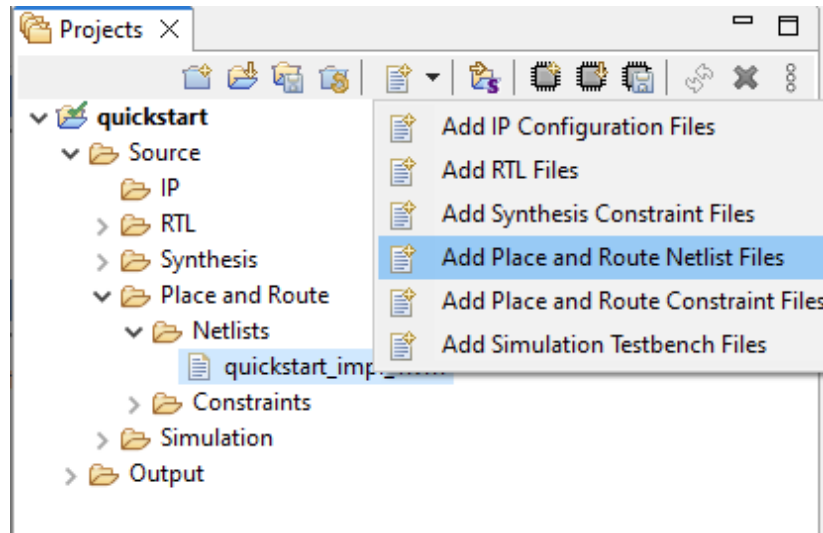 Projects
quickstart
Add IP Configuration Files
Source
Add RTL Files
IP
Add Synthesis Constraint Files
RTL
Add Place and Route Netlist Files
Synthesis
Place and Route
Add Place and Route Constraint Files
Netlists
Add Simulation Testbench Files
Constraints
Simulation
Output